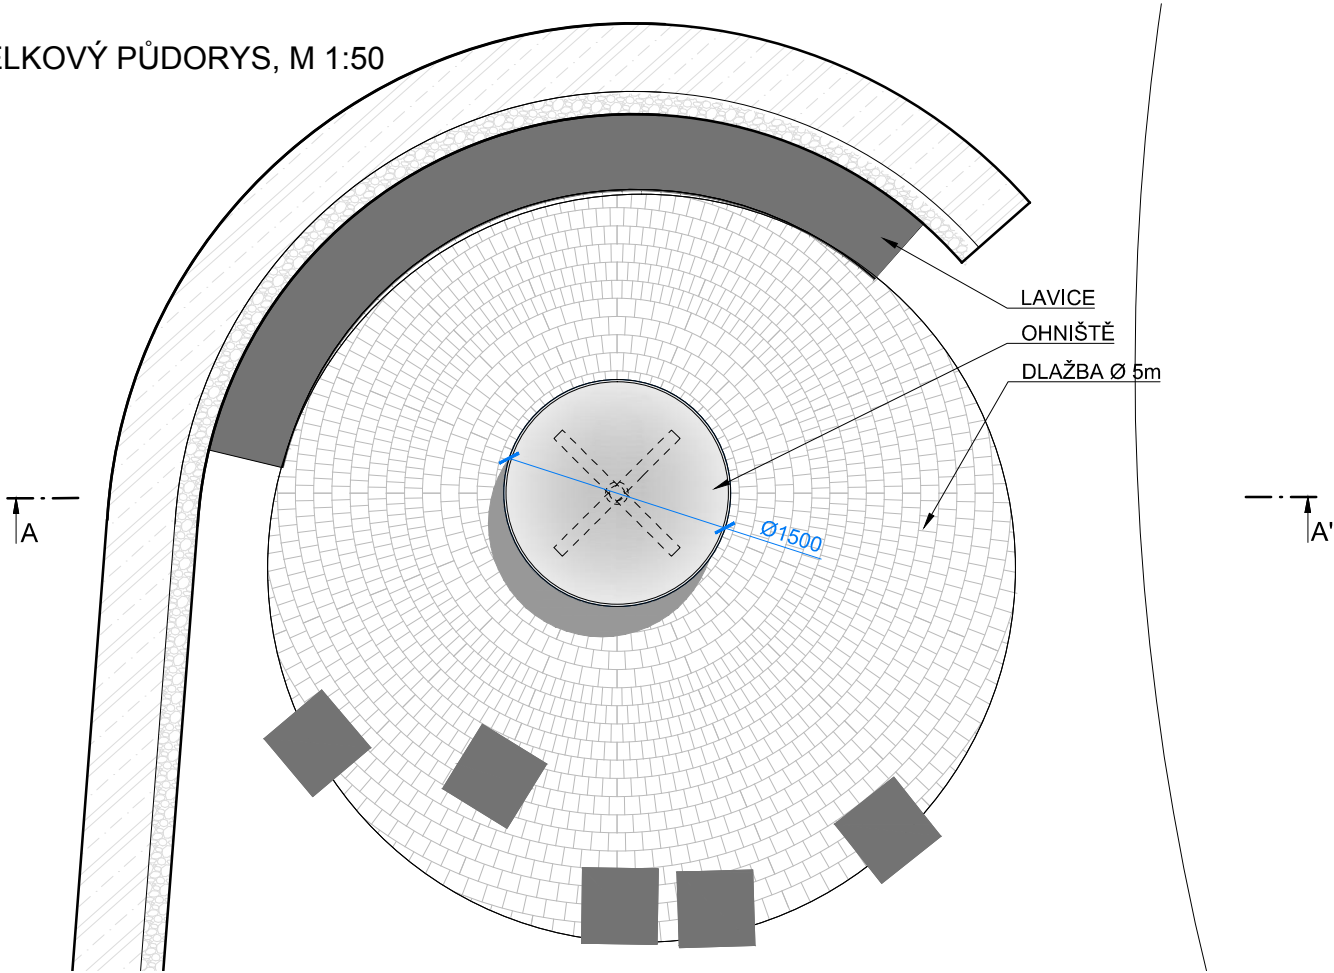 ELKOVÝ PŮDORYS, M 1:50
LAVICE
OHNIŠTĚ
DLAŽBA Ø 5m
Ø1500
A
A'